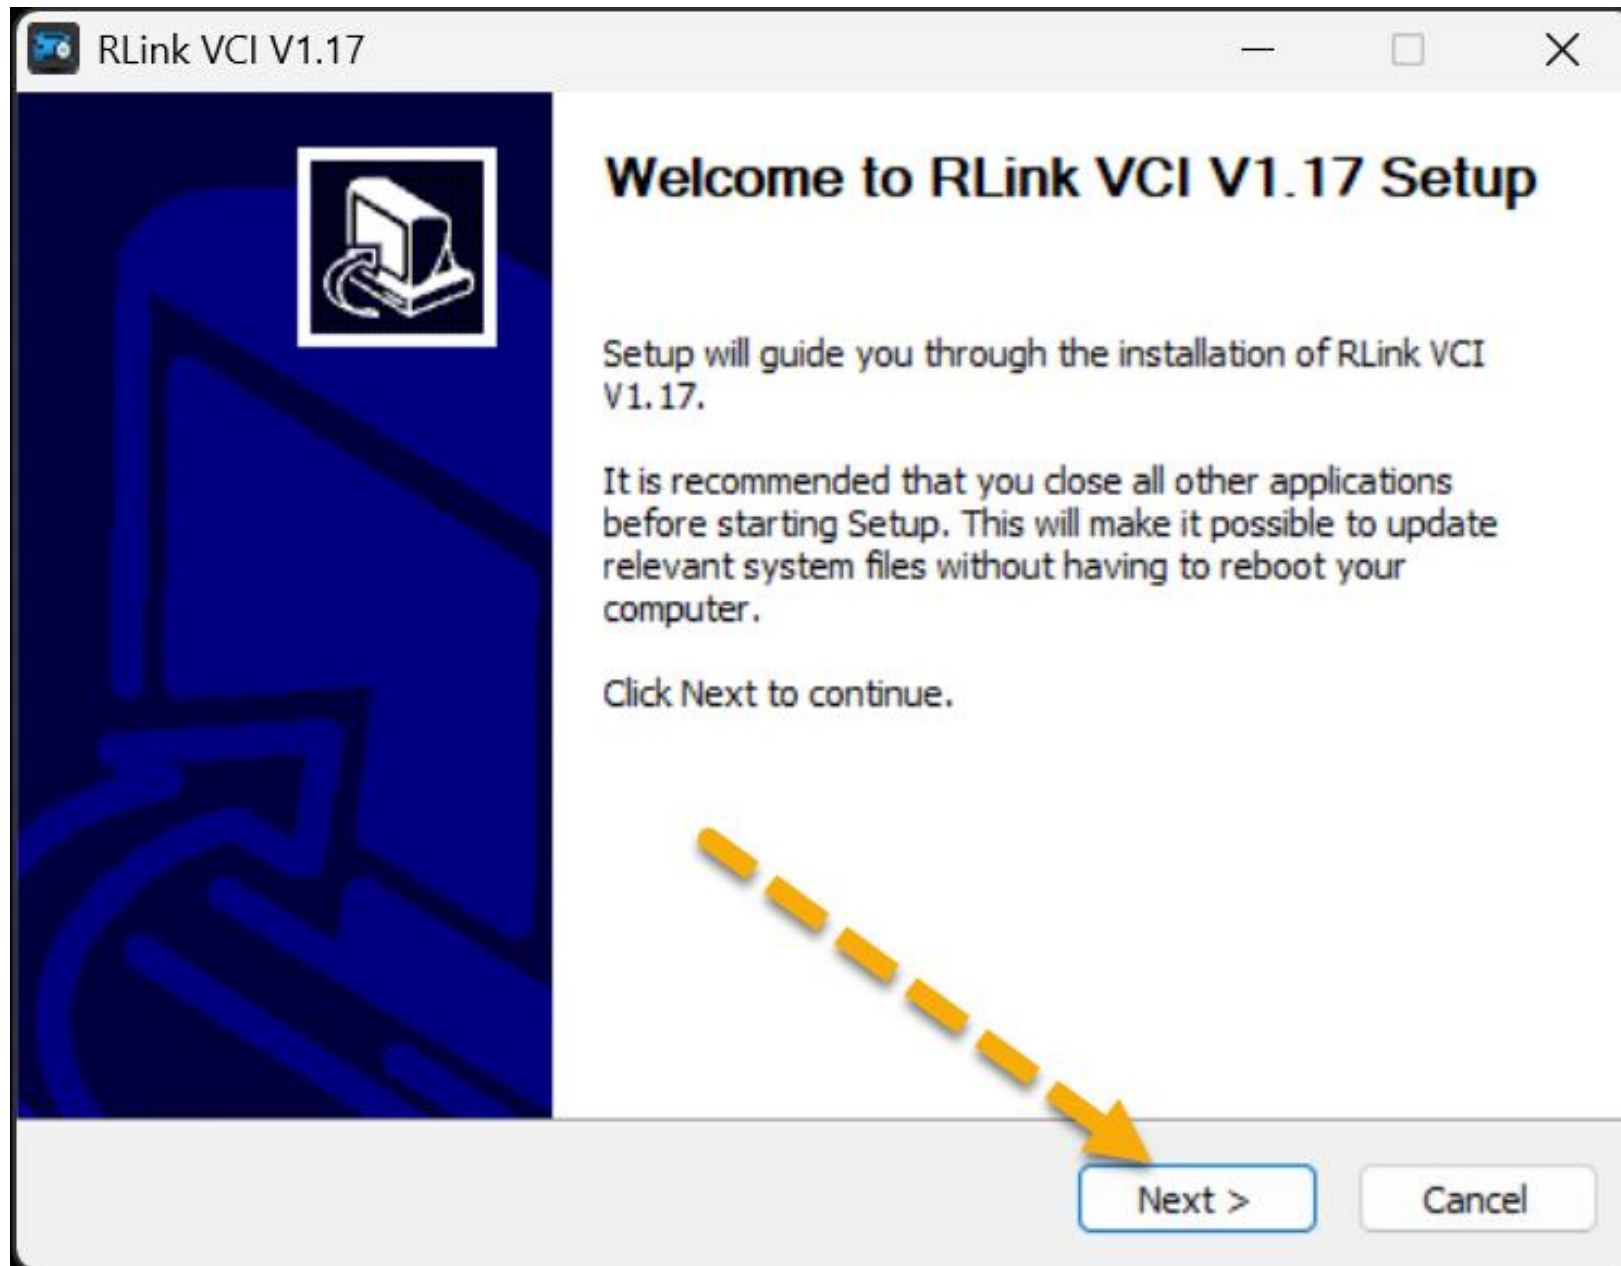 RLink VCI V1.17
Welcome to RLink VCI V1.17 Setup
Setup will guide you through the installation of RLink VCI
V1.17.
It is recommended that you close all other applications
before starting Setup. This will make it possible to update
relevant system files without having to reboot your
computer.
Click Next to continue.
Next >
Cancel